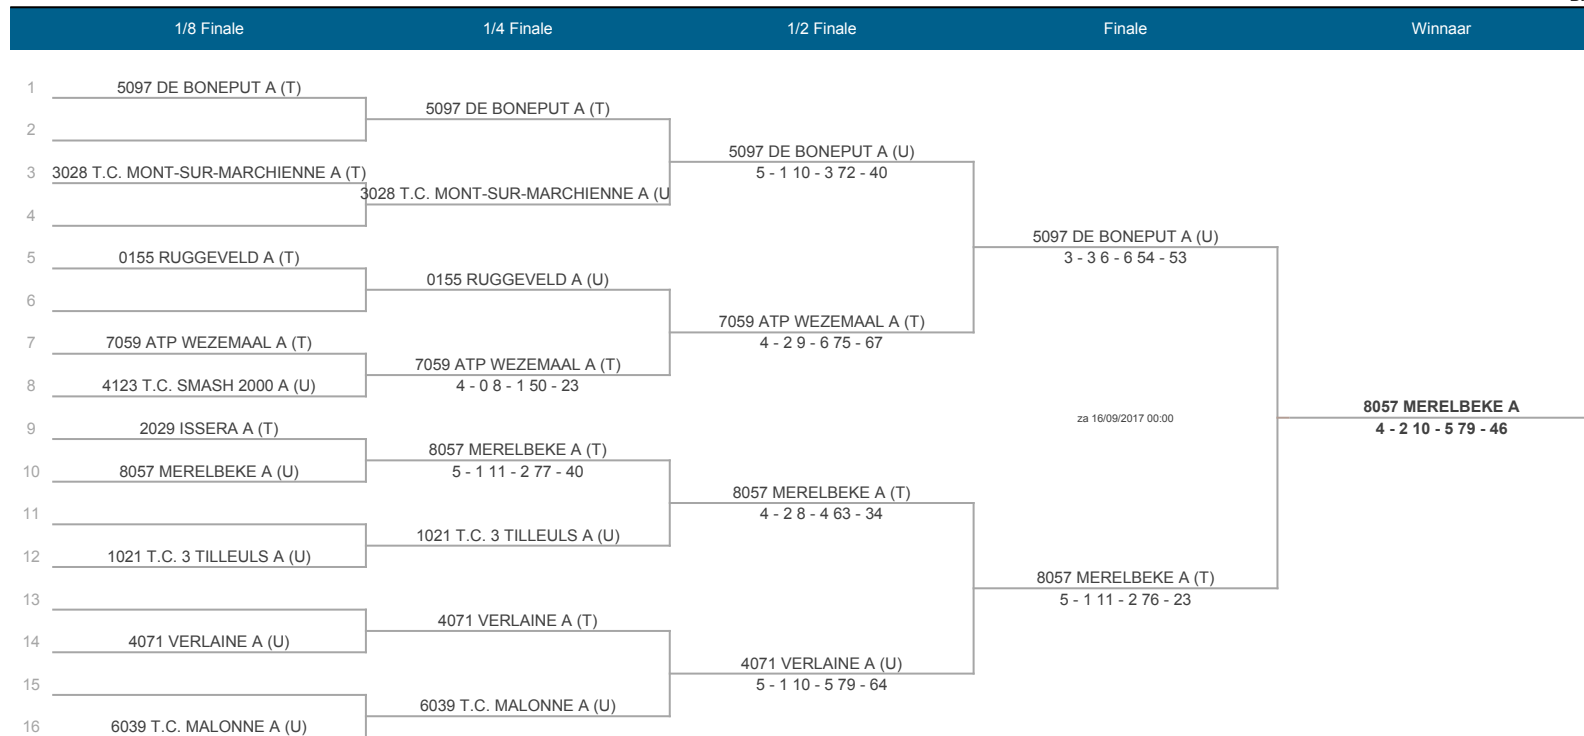 1/8 Finale 1/4 Finale 1/2 Finale Finale Winnaar
1 5097 DE BONEPUT A (T)
5097 DE BONEPUT A (T)
2
5097 DE BONEPUT A (U)
5 - 1 10 - 3 72 - 40
3 3028 T.C. MONT-SUR-MARCHIENNE A (T)
3028 T.C. MONT-SUR-MARCHIENNE A (U
4
5097 DE BONEPUT A (U)
3 - 3 6 - 6 54 - 53
5 0155 RUGGEVELD A (T)
0155 RUGGEVELD A (U)
6
7059 ATP WEZEMAAL A (T)
4 - 2 9 - 6 75 - 67
7 7059 ATP WEZEMAAL A (T)
7059 ATP WEZEMAAL A (T)
4 - 0 8 - 1 50 - 23
8 4123 T.C. SMASH 2000 A (U)
8057 MERELBEKE A
4 - 2 10 - 5 79 - 46
za 16/09/2017 00:00
9 2029 ISSERA A (T)
8057 MERELBEKE A (T)
5 - 1 11 - 2 77 - 40
10 8057 MERELBEKE A (U)
8057 MERELBEKE A (T)
4 - 2 8 - 4 63 - 34
11
1021 T.C. 3 TILLEULS A (U)
12 1021 T.C. 3 TILLEULS A (U)
8057 MERELBEKE A (T)
5 - 1 11 - 2 76 - 23
13
4071 VERLAINE A (T)
14 4071 VERLAINE A (U)
4071 VERLAINE A (U)
5 - 1 10 - 5 79 - 64
15
6039 T.C. MALONNE A (U)
16 6039 T.C. MALONNE A (U)